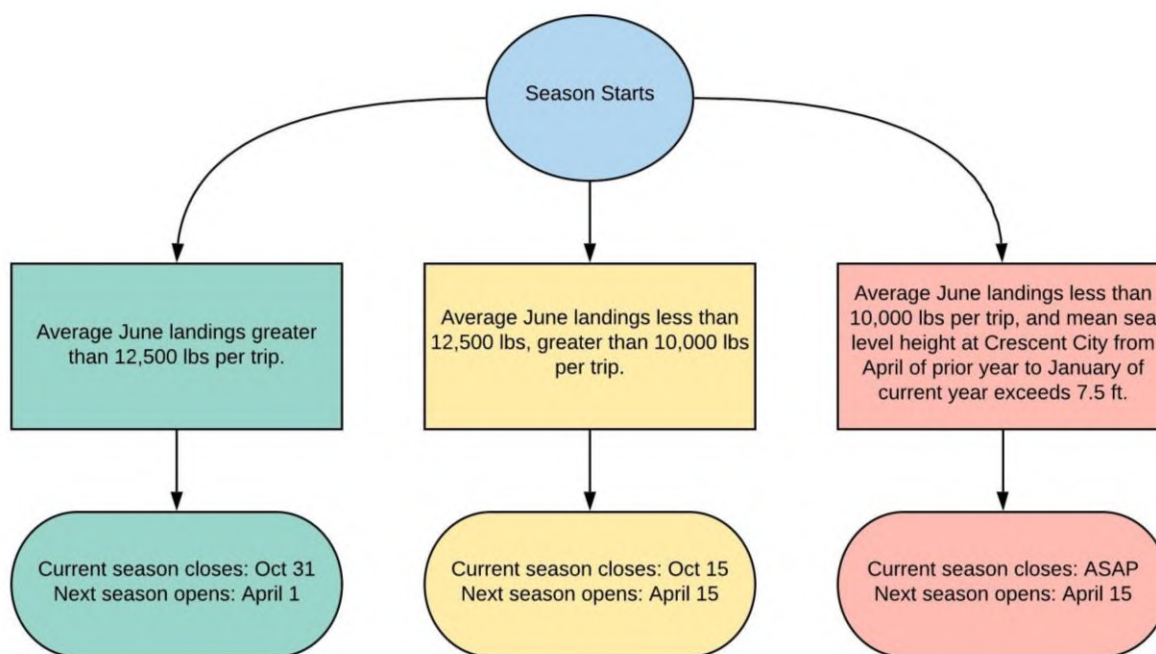 Season Starts
Average June landings greater
than 12,500 lbs per trip.
Average June landings less than
12,500 lbs, greater than 10,000 lbs
per trip.
Average June landings less than
10,000 lbs per trip, and mean sea
level height at Crescent City from
April of prior year to January of
current year exceeds 7.5 ft.
Current season closes: Oct 31
Next season opens: April 1
Current season closes: Oct 15
Next season opens: April 15
Current season closes: ASAP
Next season opens: April 15